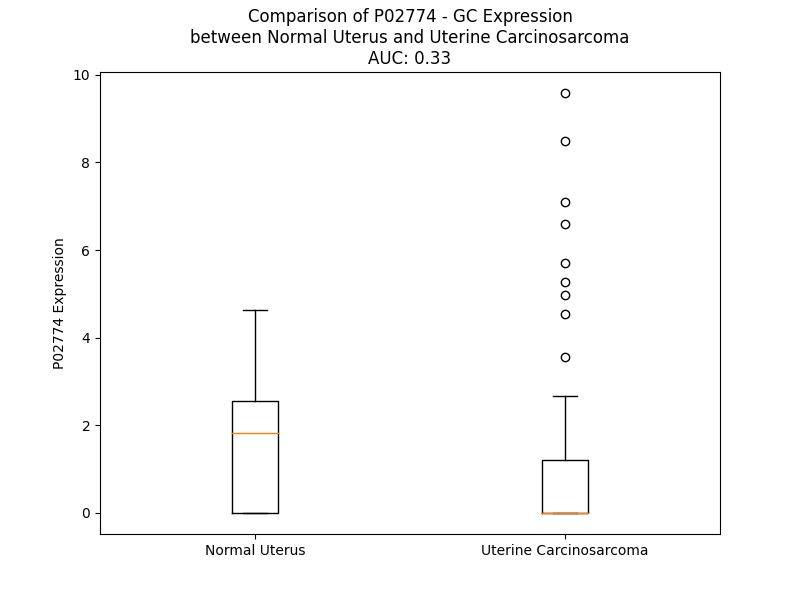 Comparison of P02774 - GC Expression
between Normal Uterus and Uterine Carcinosarcoma
AUC: 0.33
10
8
6
4
2
0
P02774 Expression
Normal Uterus
Uterine Carcinosarcoma